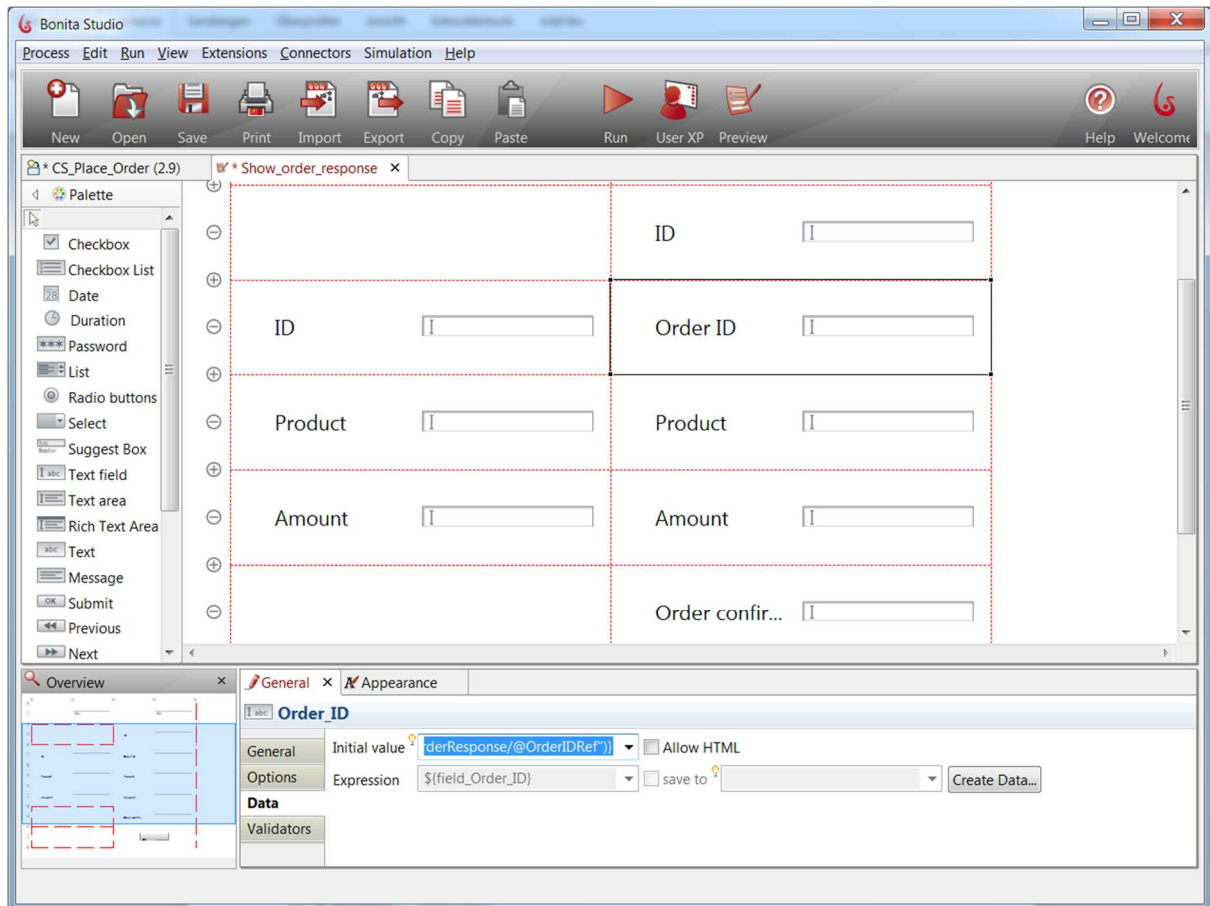 Bonita Studio
Process Edit Run View Extensions Connectors Simulation Help
New Open Save Print Import Export Copy Paste Run User XP Preview Help Welcome
* CS_Place_Order (2.9) * Show_order_response
Palette
Checkbox
Checkbox List
Date
Duration
Password
List
Radio buttons
Select
Suggest Box
Text field
Text area
Rich Text Area
Text
Message
Submit
Previous
Next
ID
ID Order ID
Product Product
Amount Amount
Order confir...
Overview
General Appearance
Order_ID
General
Options
Data
Validators
Initial value derResponse/@OrderIDRef")} Allow HTML
Expression ${field_Order_ID} save to Create Data...